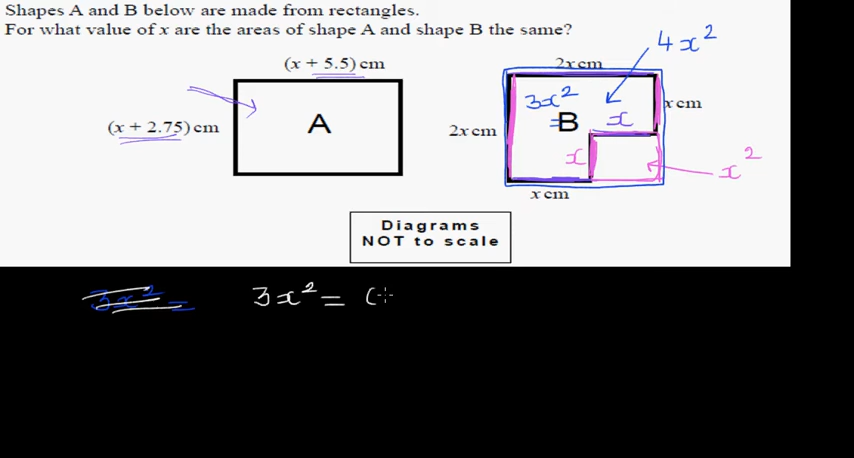 Shapes A and B below are made from rectangles.
For what value of x are the areas of shape A and shape B the same?
4x²
(x + 5.5) cm
2x cm
3x²
x cm
(x + 2.75) cm
A
2x cm
=B
x
x
x²
x cm
Diagrams
NOT to scale
3x² =
3x² = (